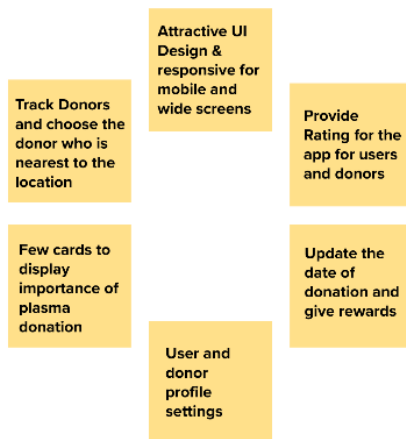 Attractive UI
Design &
responsive for
mobile and
wide screens
Track Donors
and choose the
donor who is
nearest to the
location
Provide
Rating for the
app for users
and donors
Few cards to
display
importance of
plasma
donation
Update the
date of
donation and
give rewards
User and
donor
profile
settings